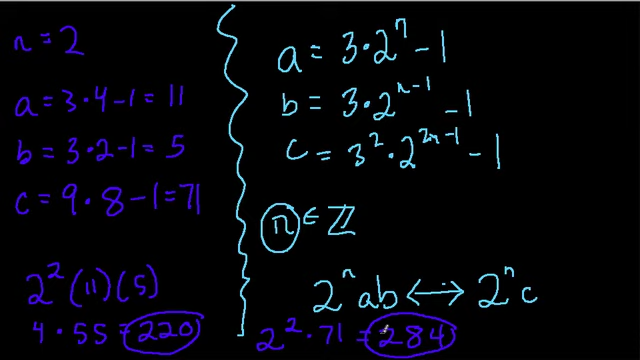 n = 2
a = 3 · 4 - 1 = 11
b = 3 · 2 - 1 = 5
c = 9 · 8 - 1 = 71
2² (11)(5)
4 · 55 = 220
a = 3 · 2ⁿ - 1
b = 3 · 2ⁿ⁻¹ - 1
c = 3² · 2²ⁿ⁻¹ - 1
n ∈ ℤ
2ⁿab ↔ 2ⁿc
2² · 71 = 284